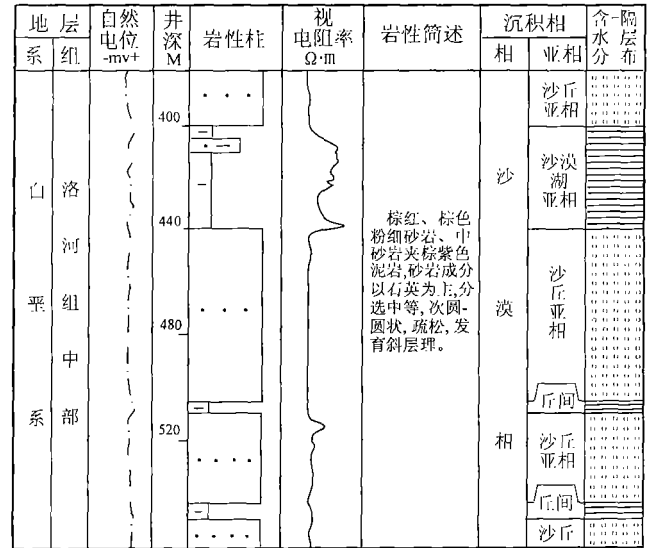 地 层
系 组
自然
电位
-mv+
井
深
M
岩性柱
视
电阻率
Ω·m
岩性简述
沉积相
相 亚相
含-隔
水层
分布
400
440
480
520
白
平
系
洛
河
组
中
部
棕红、棕色
粉细砂岩、中
砂岩夹棕紫色
泥岩,砂岩成分
以石英为主,分
选中等,次圆-
圆状,疏松,发
育斜层理。
沙
漠
相
沙丘
亚相
沙漠
湖
亚相
沙
丘
亚
相
丘间
沙丘
亚相
丘间
沙丘